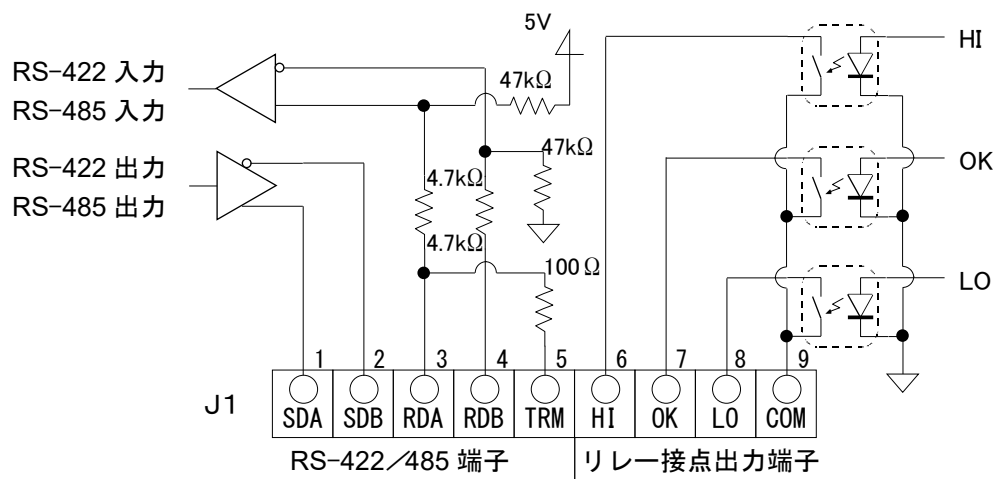 5V
HI
RS-422 入力
47kΩ
RS-485 入力
47kΩ
RS-422 出力
OK
4.7kΩ
RS-485 出力
4.7kΩ
100Ω
LO
1 2 3 4 5 6 7 8 9
J1 SDA SDB RDA RDB TRM HI OK LO COM
RS-422／485 端子 リレー接点出力端子